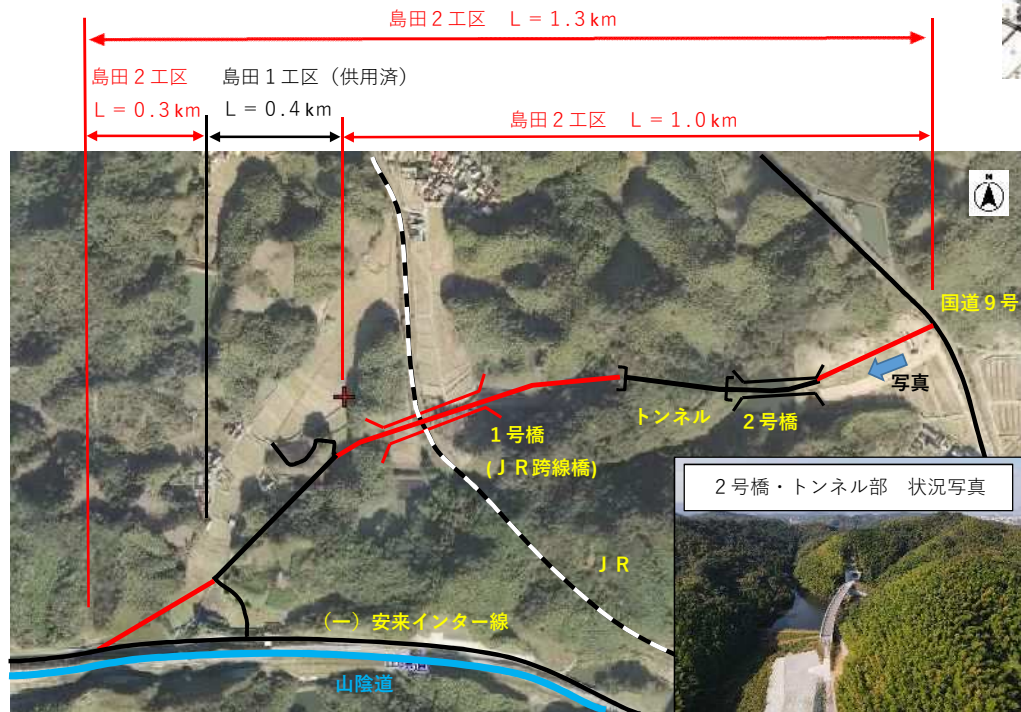 島田２工区　Ｌ＝1.3km
島田２工区
Ｌ＝0.3km
島田１工区（供用済）
Ｌ＝0.4km
島田２工区　Ｌ＝1.0km
N
国道９号
写真
トンネル
２号橋
１号橋
(ＪＲ跨線橋)
２号橋・トンネル部　状況写真
ＪＲ
（一）安来インター線
山陰道